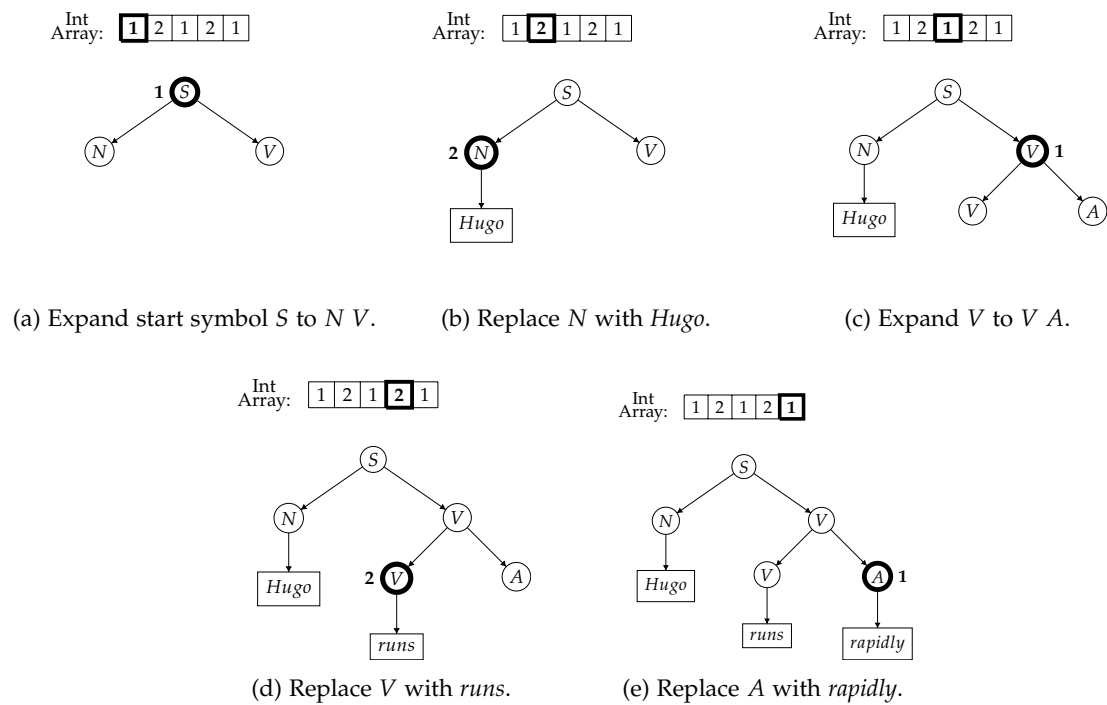 Int
Array: 1 2 1 2 1
1 S
N V
(a) Expand start symbol S to N V.
Int
Array: 1 2 1 2 1
S
2 N V
Hugo
(b) Replace N with Hugo.
Int
Array: 1 2 1 2 1
S
N V 1
Hugo V A
(c) Expand V to V A.
Int
Array: 1 2 1 2 1
S
N V
Hugo 2 V A
runs
(d) Replace V with runs.
Int
Array: 1 2 1 2 1
S
N V
Hugo V A 1
runs rapidly
(e) Replace A with rapidly.